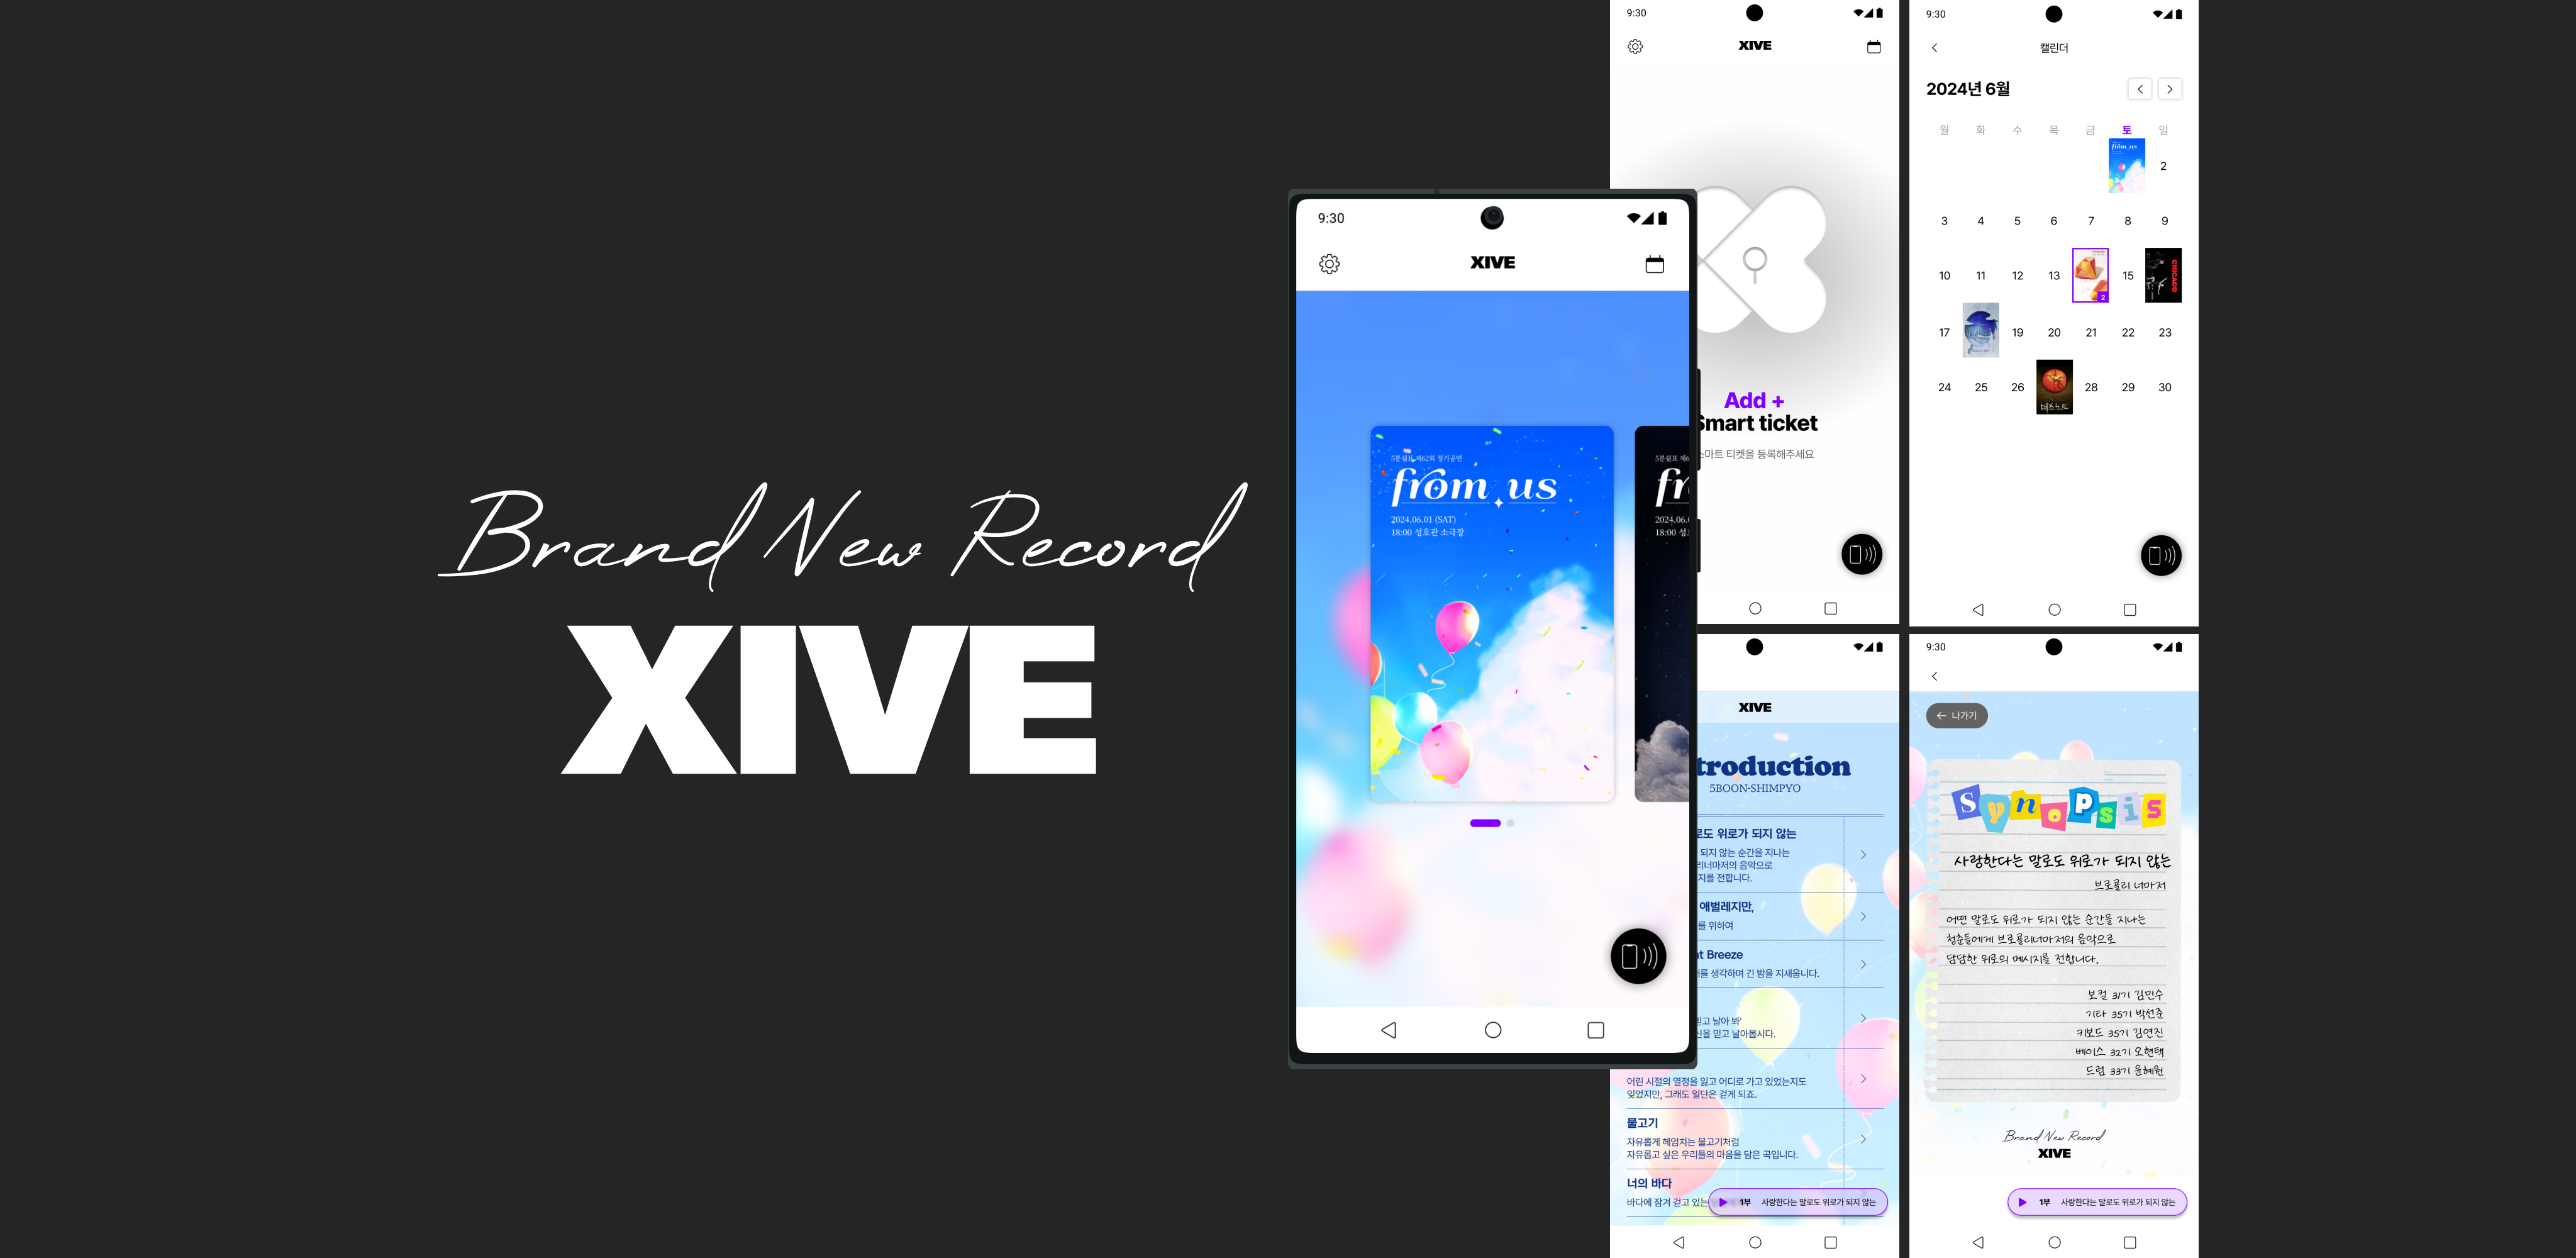 Brand New Record
XIVE
9:30
XIVE
5분쉼표 제62회 정기공연
from us
2024.06.01 (SAT)
18:00 성호관 소극장
5분쉼표
fr
18:00
9:30
XIVE
Add +
Smart ticket
스마트 티켓을 등록해주세요
9:30
캘린더
2024년 6월
월 화 수 목 금 토 일
from us
2
3 4 5 6 7 8 9
10 11 12 13 2 15 CHICAGO
17 19 20 21 22 23
24 25 26 데스노트 28 29 30
XIVE
troduction
5BOON-SHIMPYO
로도 위로가 되지 않는
되지 않는 순간을 지나는
리너마저의 음악으로
지를 전합니다.
애벌레지만,
를 위하여
nt Breeze
를 생각하며 긴 밤을 지새웁니다.
믿고 날아 봐'
신을 믿고 날아봅시다.
어린 시절의 열정을 잃고 어디로 가고 있었는지도
잊었지만, 그래도 일단은 걷게 되죠.
물고기
자유롭게 헤엄치는 물고기처럼
자유롭고 싶은 우리들의 마음을 담은 곡입니다.
너의 바다
바다에 잠겨 걷고 있는
1부 사랑한다는 말로도 위로가 되지 않는
9:30
나가기
Synopsis
사랑한다는 말로도 위로가 되지 않는
브로콜리 너마저
어떤 말로도 위로가 되지 않는 순간을 지나는
청춘들에게 브로콜리너마저의 음악으로
담담한 위로의 메시지를 전합니다.
보컬 31기 김민수
기타 35기 박선준
키보드 35기 김연진
베이스 32기 오현택
드럼 33기 윤혜원
Brand New Record
XIVE
1부 사랑한다는 말로도 위로가 되지 않는